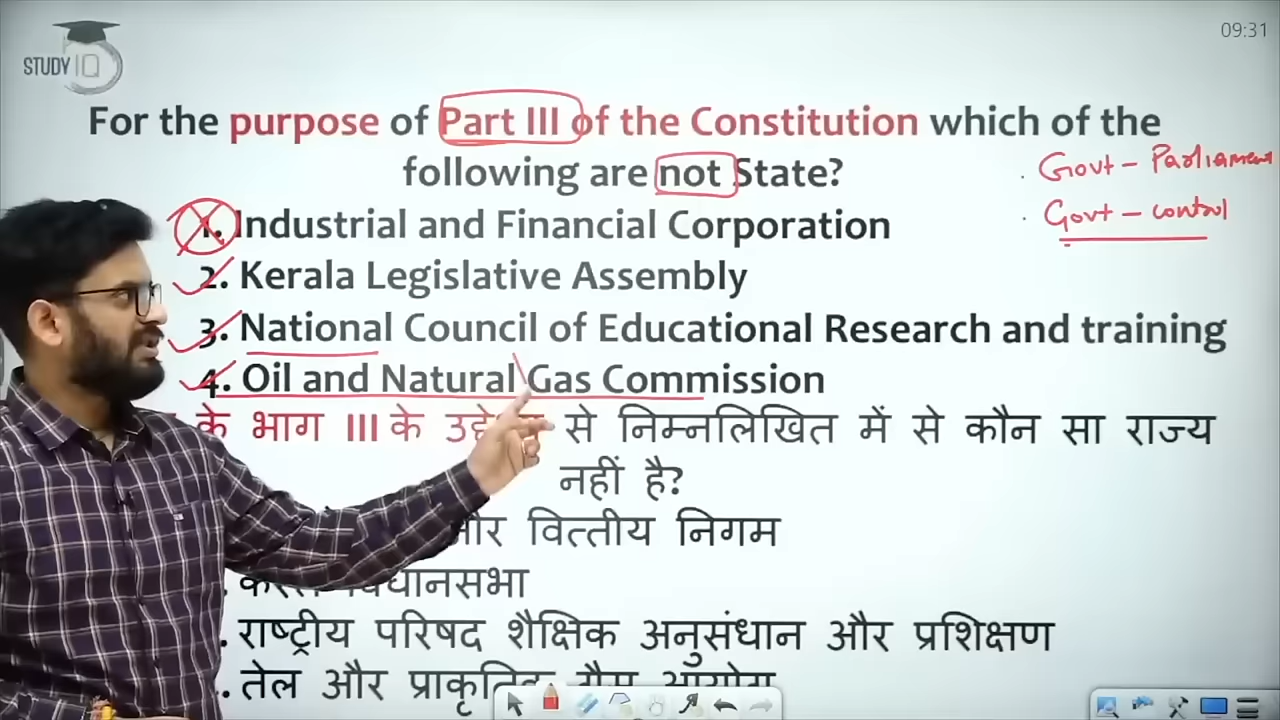 STUDY IQ
09:31
For the purpose of Part III of the Constitution which of the
following are not State?
Govt - Parliament
Govt - control
1. Industrial and Financial Corporation
2. Kerala Legislative Assembly
3. National Council of Educational Research and training
4. Oil and Natural Gas Commission
के भाग III के से निम्नलिखित में से कौन सा राज्य
नहीं है?
और वित्तीय निगम
. विधानसभा
. राष्ट्रीय परिषद शैक्षिक अनुसंधान और प्रशिक्षण
. तेल और प्राकृतिक गैस आयोग